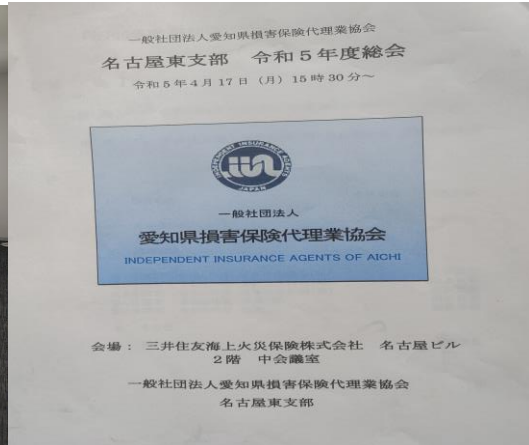 一般社団法人愛知県損害保険代理業協会
名古屋東支部 令和5年度総会
令和5年4月17日(月)15時30分~
INDEPENDENT INSURANCE AGENTS
iia
JAPAN
一般社団法人
愛知県損害保険代理業協会
INDEPENDENT INSURANCE AGENTS OF AICHI
会場: 三井住友海上火災保険株式会社 名古屋ビル
2階 中会議室
一般社団法人愛知県損害保険代理業協会
名古屋東支部